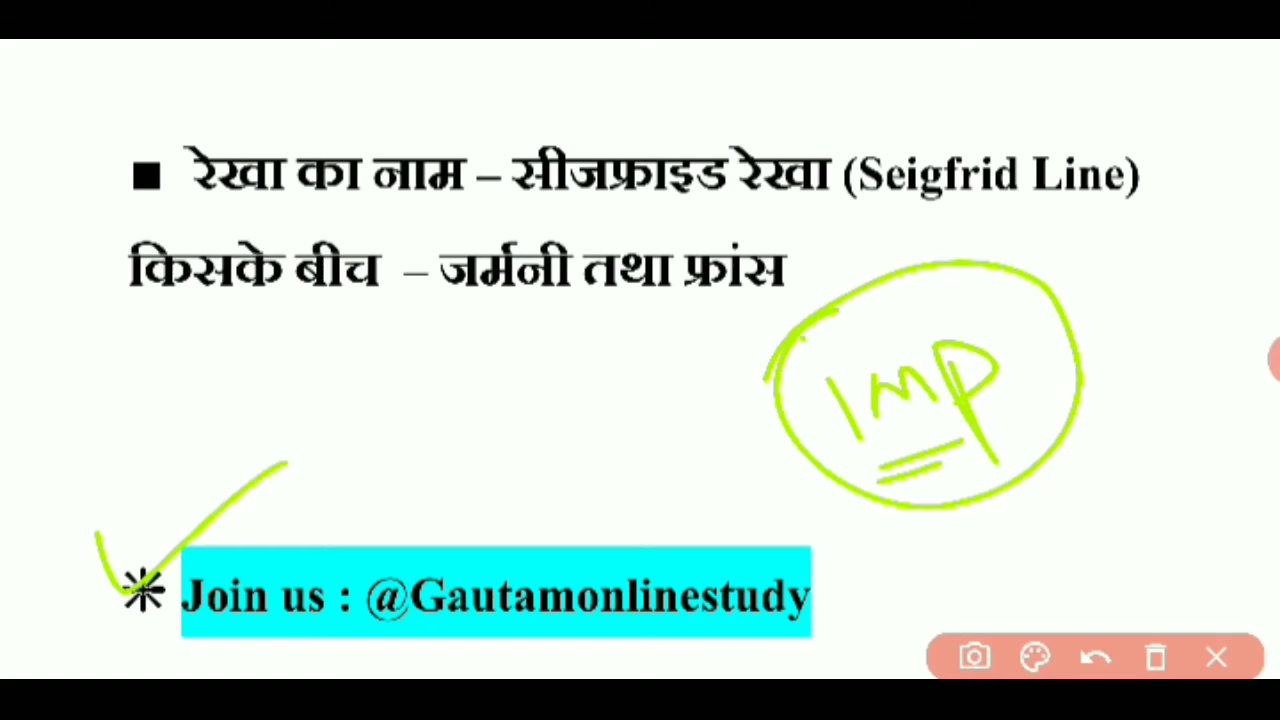 ■ रेखा का नाम – सीजफ्राइड रेखा (Seigfrid Line)
किसके बीच – जर्मनी तथा फ्रांस
IMP
✳ Join us : @Gautamonlinestudy